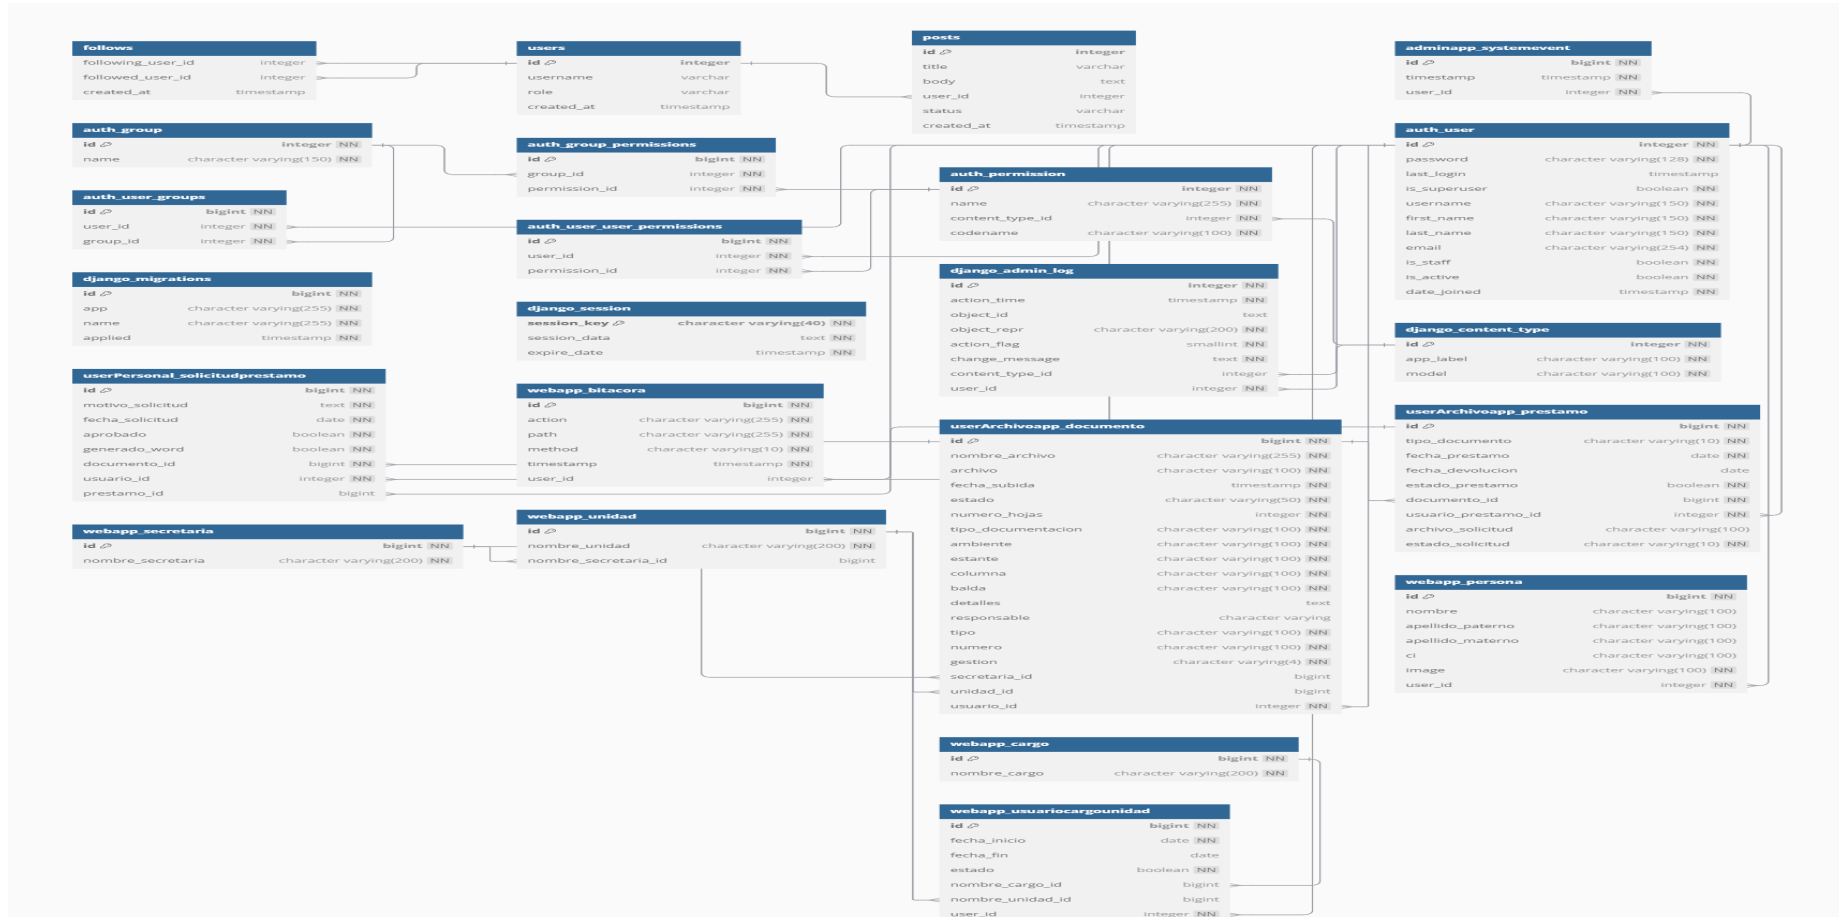 follows
following_user_id integer
followed_user_id integer
created_at timestamp
users
id integer
username varchar
role varchar
created_at timestamp
posts
id integer
title varchar
body text
user_id integer
status varchar
created_at timestamp
adminapp_systemevent
id bigint NN
timestamp timestamp NN
user_id integer NN
auth_group
id integer NN
name character varying(150) NN
auth_group_permissions
id bigint NN
group_id integer NN
permission_id integer NN
auth_permission
id integer NN
name character varying(255) NN
content_type_id integer NN
codename character varying(100) NN
auth_user
id integer NN
password character varying(128) NN
last_login timestamp
is_superuser boolean NN
username character varying(150) NN
first_name character varying(150) NN
last_name character varying(150) NN
email character varying(254) NN
is_staff boolean NN
is_active boolean NN
date_joined timestamp NN
auth_user_groups
id bigint NN
user_id integer NN
group_id integer NN
auth_user_user_permissions
id bigint NN
user_id integer NN
permission_id integer NN
django_admin_log
id integer NN
action_time timestamp NN
object_id text
object_repr character varying(200) NN
action_flag smallint NN
change_message text NN
content_type_id integer
user_id integer NN
django_migrations
id bigint NN
app character varying(255) NN
name character varying(255) NN
applied timestamp NN
django_session
session_key character varying(40) NN
session_data text NN
expire_date timestamp NN
django_content_type
id integer NN
app_label character varying(100) NN
model character varying(100) NN
userPersonal_solicitudprestamo
id bigint NN
motivo_solicitud text NN
fecha_solicitud date NN
aprobado boolean NN
generado_word boolean NN
documento_id bigint NN
usuario_id integer NN
prestamo_id bigint
webapp_bitacora
id bigint NN
action character varying(255) NN
path character varying(255) NN
method character varying(10) NN
timestamp timestamp NN
user_id integer
userArchivoapp_documento
id bigint NN
nombre_archivo character varying(255) NN
archivo character varying(100) NN
fecha_subida timestamp NN
estado character varying(50) NN
numero_hojas integer NN
tipo_documentacion character varying(100) NN
ambiente character varying(100) NN
estante character varying(100) NN
columna character varying(100) NN
balda character varying(100) NN
detalles text
responsable character varying
tipo character varying(100) NN
numero character varying(100) NN
gestion character varying(4) NN
secretaria_id bigint
unidad_id bigint
usuario_id integer NN
userArchivoapp_prestamo
id bigint NN
tipo_documento character varying(10) NN
fecha_prestamo date NN
fecha_devolucion date
estado_prestamo boolean NN
documento_id bigint NN
usuario_prestamo_id integer NN
archivo_solicitud character varying(100)
estado_solicitud character varying(10) NN
webapp_secretaria
id bigint NN
nombre_secretaria character varying(200) NN
webapp_unidad
id bigint NN
nombre_unidad character varying(200) NN
nombre_secretaria_id bigint
webapp_persona
id bigint NN
nombre character varying(100)
apellido_paterno character varying(100)
apellido_materno character varying(100)
ci character varying(100)
image character varying(100) NN
user_id integer NN
webapp_cargo
id bigint NN
nombre_cargo character varying(200) NN
webapp_usuariocargounidad
id bigint NN
fecha_inicio date NN
fecha_fin date
estado boolean NN
nombre_cargo_id bigint
nombre_unidad_id bigint
user_id integer NN